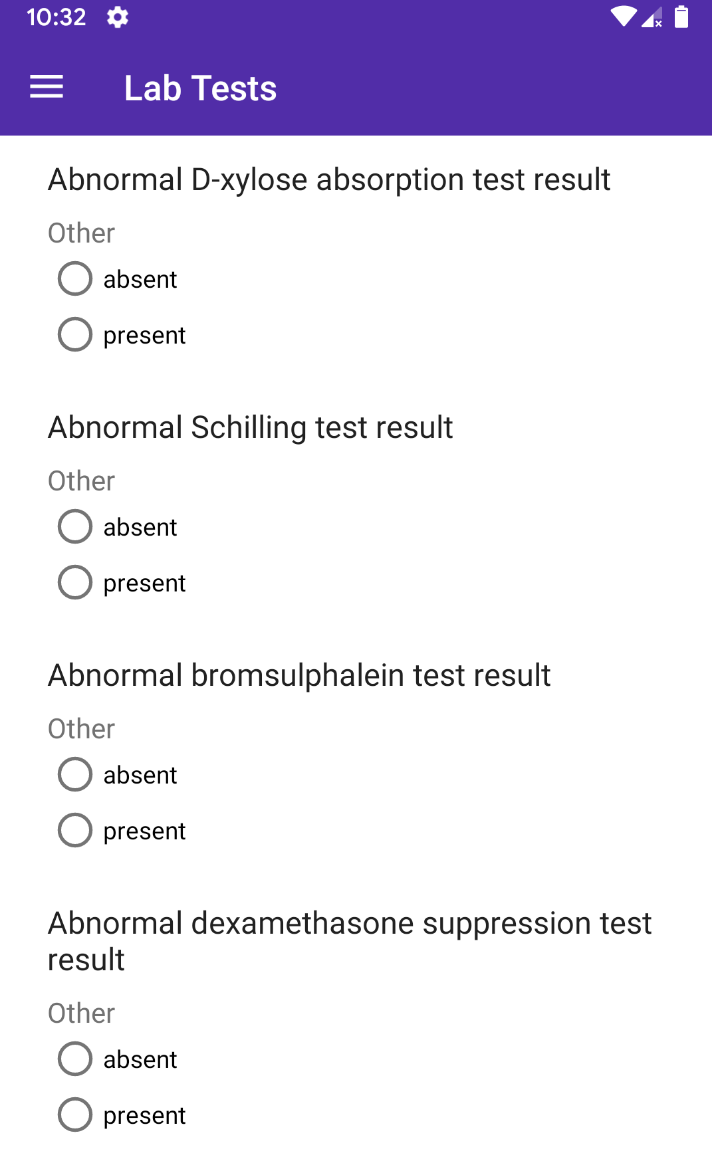 10:32
Lab Tests
Abnormal D-xylose absorption test result
Other
absent
present
Abnormal Schilling test result
Other
absent
present
Abnormal bromsulphalein test result
Other
absent
present
Abnormal dexamethasone suppression test
result
Other
absent
present